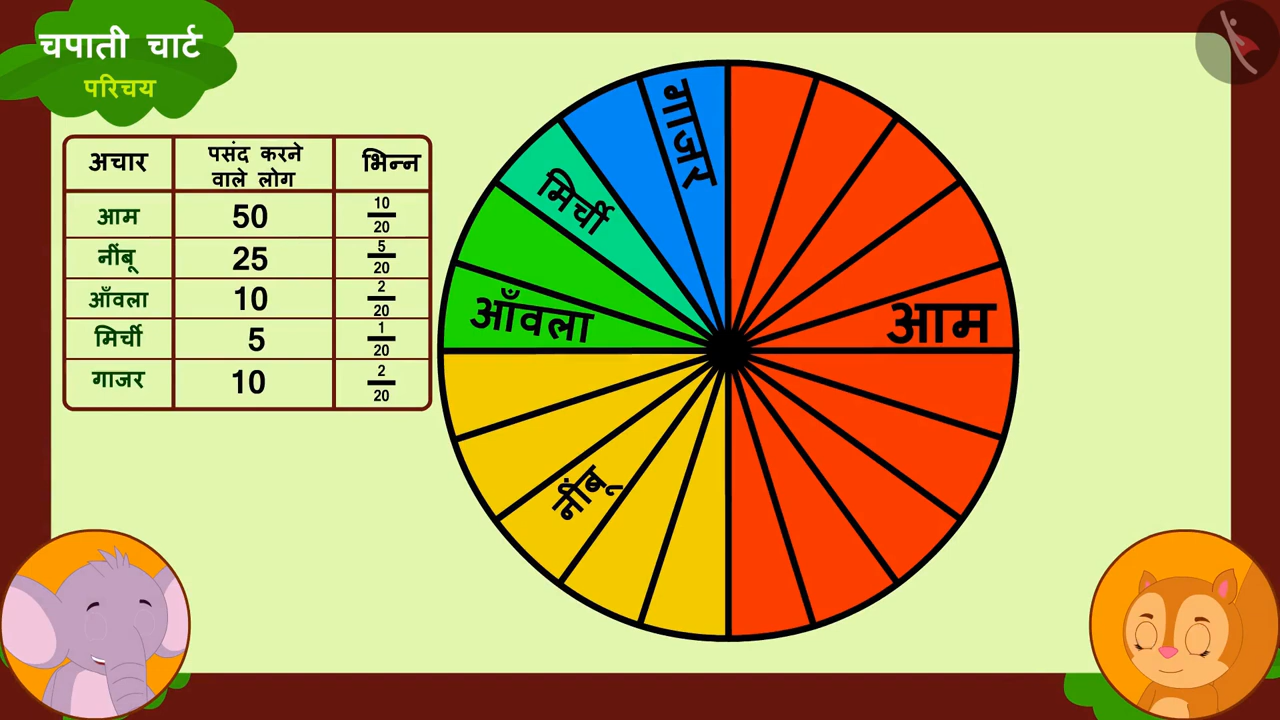 चपाती चार्ट
परिचय
अचार पसंद करने वाले लोग भिन्न
आम 50 10/20
नींबू 25 5/20
आँवला 10 2/20
मिर्ची 5 1/20
गाजर 10 2/20
गाजर
मिर्ची
आँवला
आम
नींबू